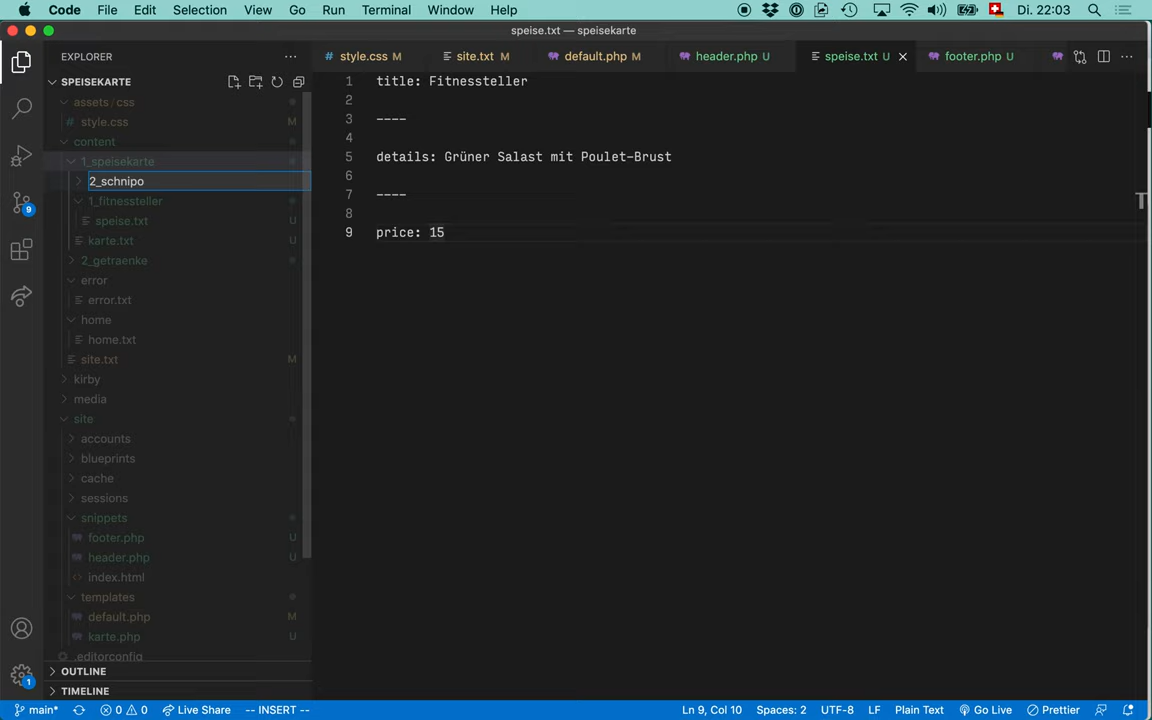 Code File Edit Selection View Go Run Terminal Window Help Di. 22:03
speise.txt — speisekarte
EXPLORER
style.css M
site.txt M
default.php M
header.php U
speise.txt U
footer.php U
SPEISEKARTE
assets / css
style.css M
content
1_speisekarte
2_schnipo
1_fitnessteller
speise.txt U
karte.txt U
2_getraenke
error
error.txt
home
home.txt
site.txt M
kirby
media
site
accounts
blueprints
cache
sessions
snippets
footer.php U
header.php U
index.html
templates
default.php M
karte.php U
.editorconfig
OUTLINE
TIMELINE
1 title: Fitnessteller
2
3 ----
4
5 details: Grüner Salast mit Poulet-Brust
6
7 ----
8
9 price: 15
T
9
1
main* 0 0 Live Share -- INSERT -- Ln 9, Col 10 Spaces: 2 UTF-8 LF Plain Text Go Live Prettier